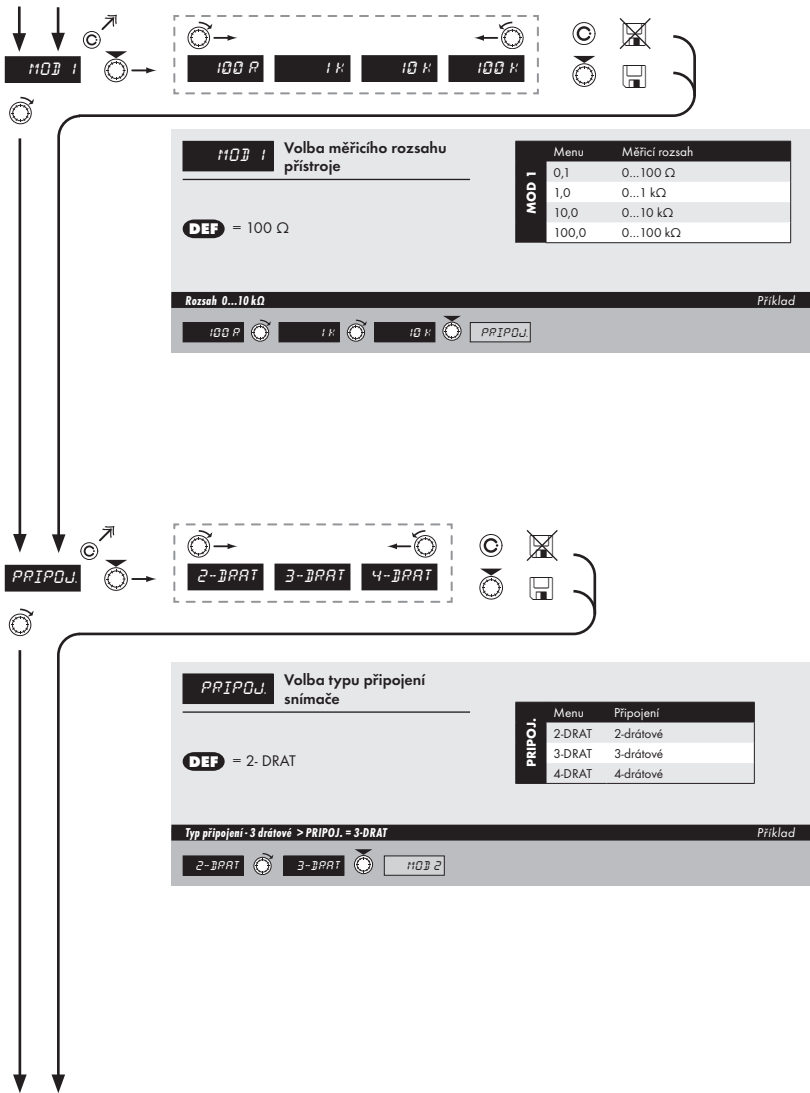 MOD 1
100 R
1 K
10 K
100 K
MOD 1
Volba měřicího rozsahu
přístroje
DEF = 100 Ω
MOD 1
Menu Měřicí rozsah
0,1 0...100 Ω
1,0 0...1 kΩ
10,0 0...10 kΩ
100,0 0...100 kΩ
Rozsah 0...10 kΩ
Příklad
100 R
1 K
10 K
PRIPOJ.
PRIPOJ.
2-DRAT
3-DRAT
4-DRAT
PRIPOJ.
Volba typu připojení
snímače
DEF = 2- DRAT
PRIPOJ.
Menu Připojení
2-DRAT 2-drátové
3-DRAT 3-drátové
4-DRAT 4-drátové
Typ připojení - 3 drátové > PRIPOJ. = 3-DRAT
Příklad
2-DRAT
3-DRAT
MOD 2